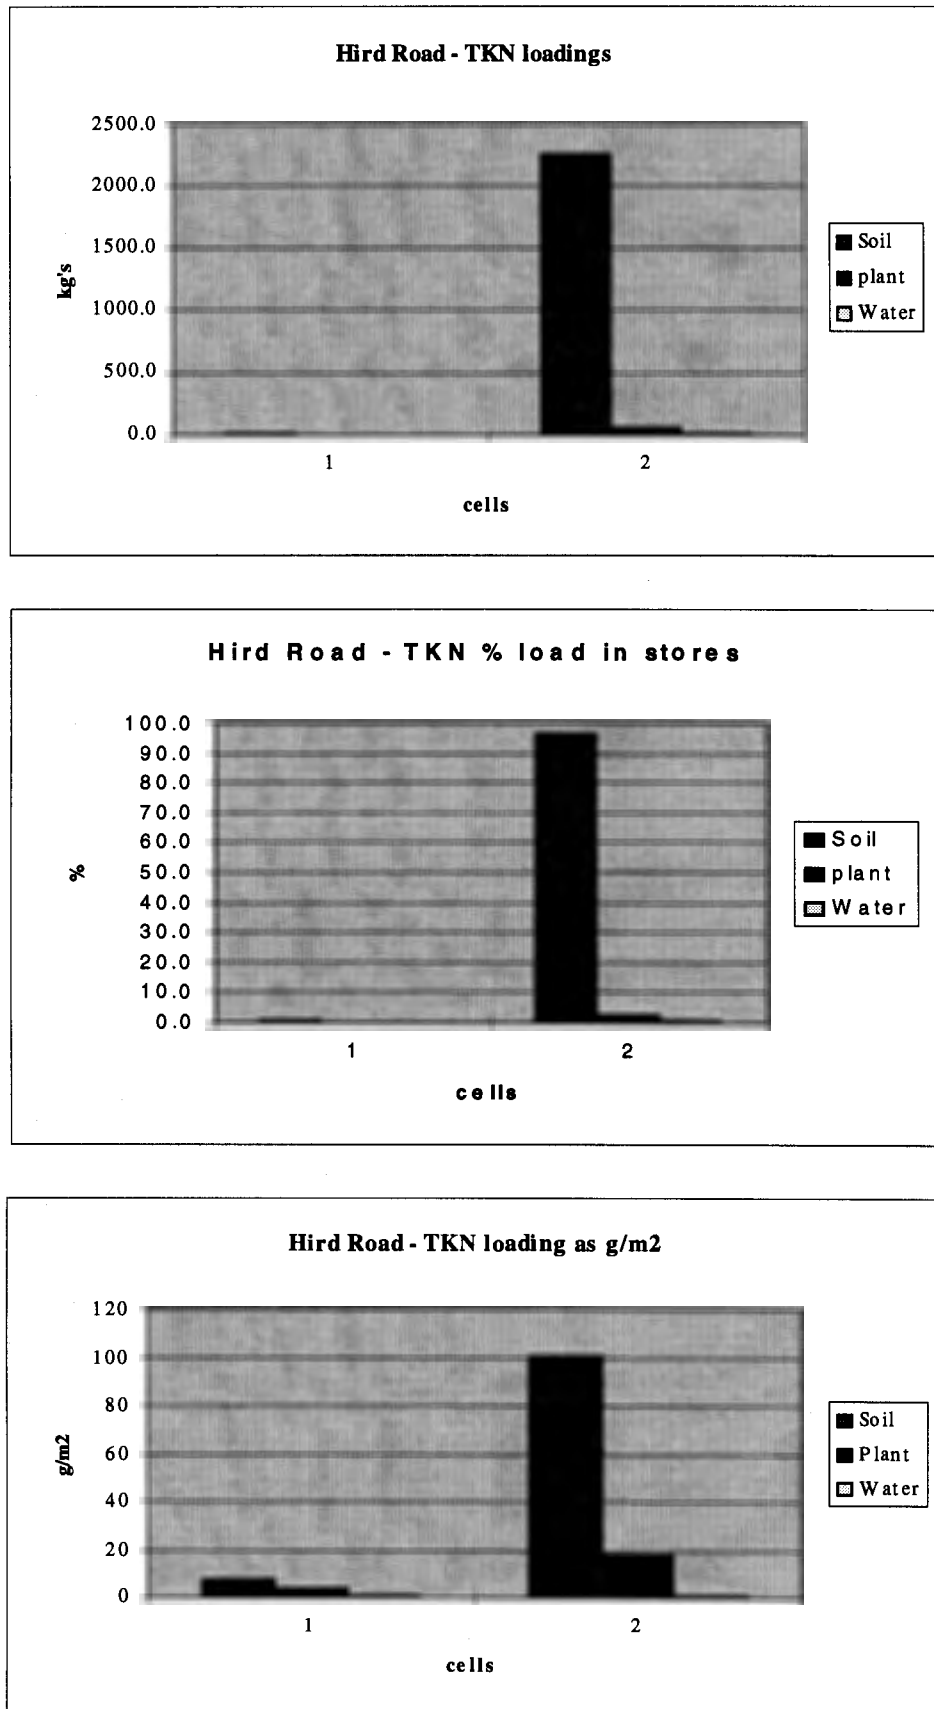 Hird Road - TKN loadings
2500.0
2000.0
1500.0
1000.0
500.0
0.0
kg's
1
2
cells
Soil
plant
Water
Hird Road - TKN % load in stores
100.0
90.0
80.0
70.0
60.0
50.0
40.0
30.0
20.0
10.0
0.0
%
1
2
cells
Soil
plant
Water
Hird Road - TKN loading as g/m2
120
100
80
60
40
20
0
g/m2
1
2
cells
Soil
Plant
Water